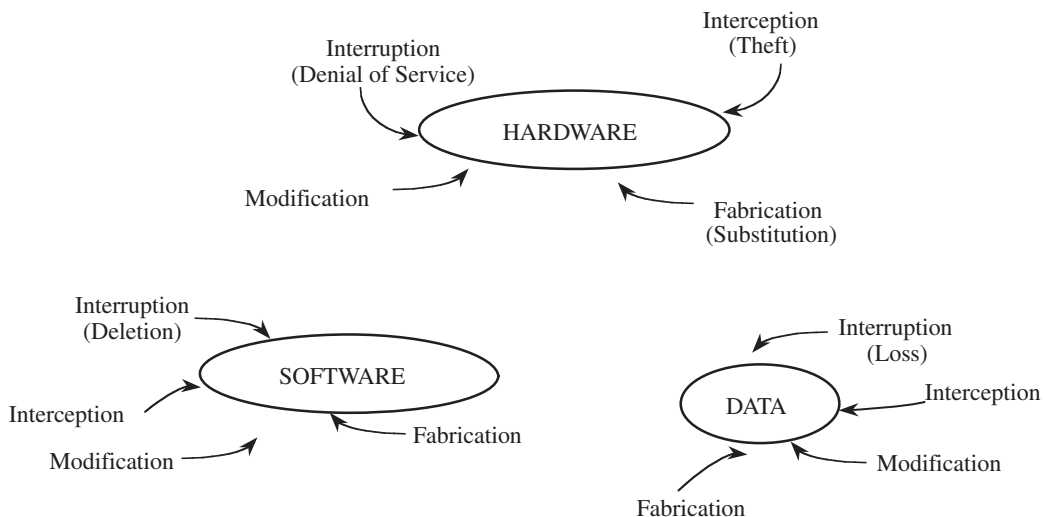 Interruption
(Denial of Service)
Interception
(Theft)
HARDWARE
Modification
Fabrication
(Substitution)
Interruption
(Deletion)
SOFTWARE
Interception
Modification
Fabrication
Interruption
(Loss)
DATA
Interception
Modification
Fabrication